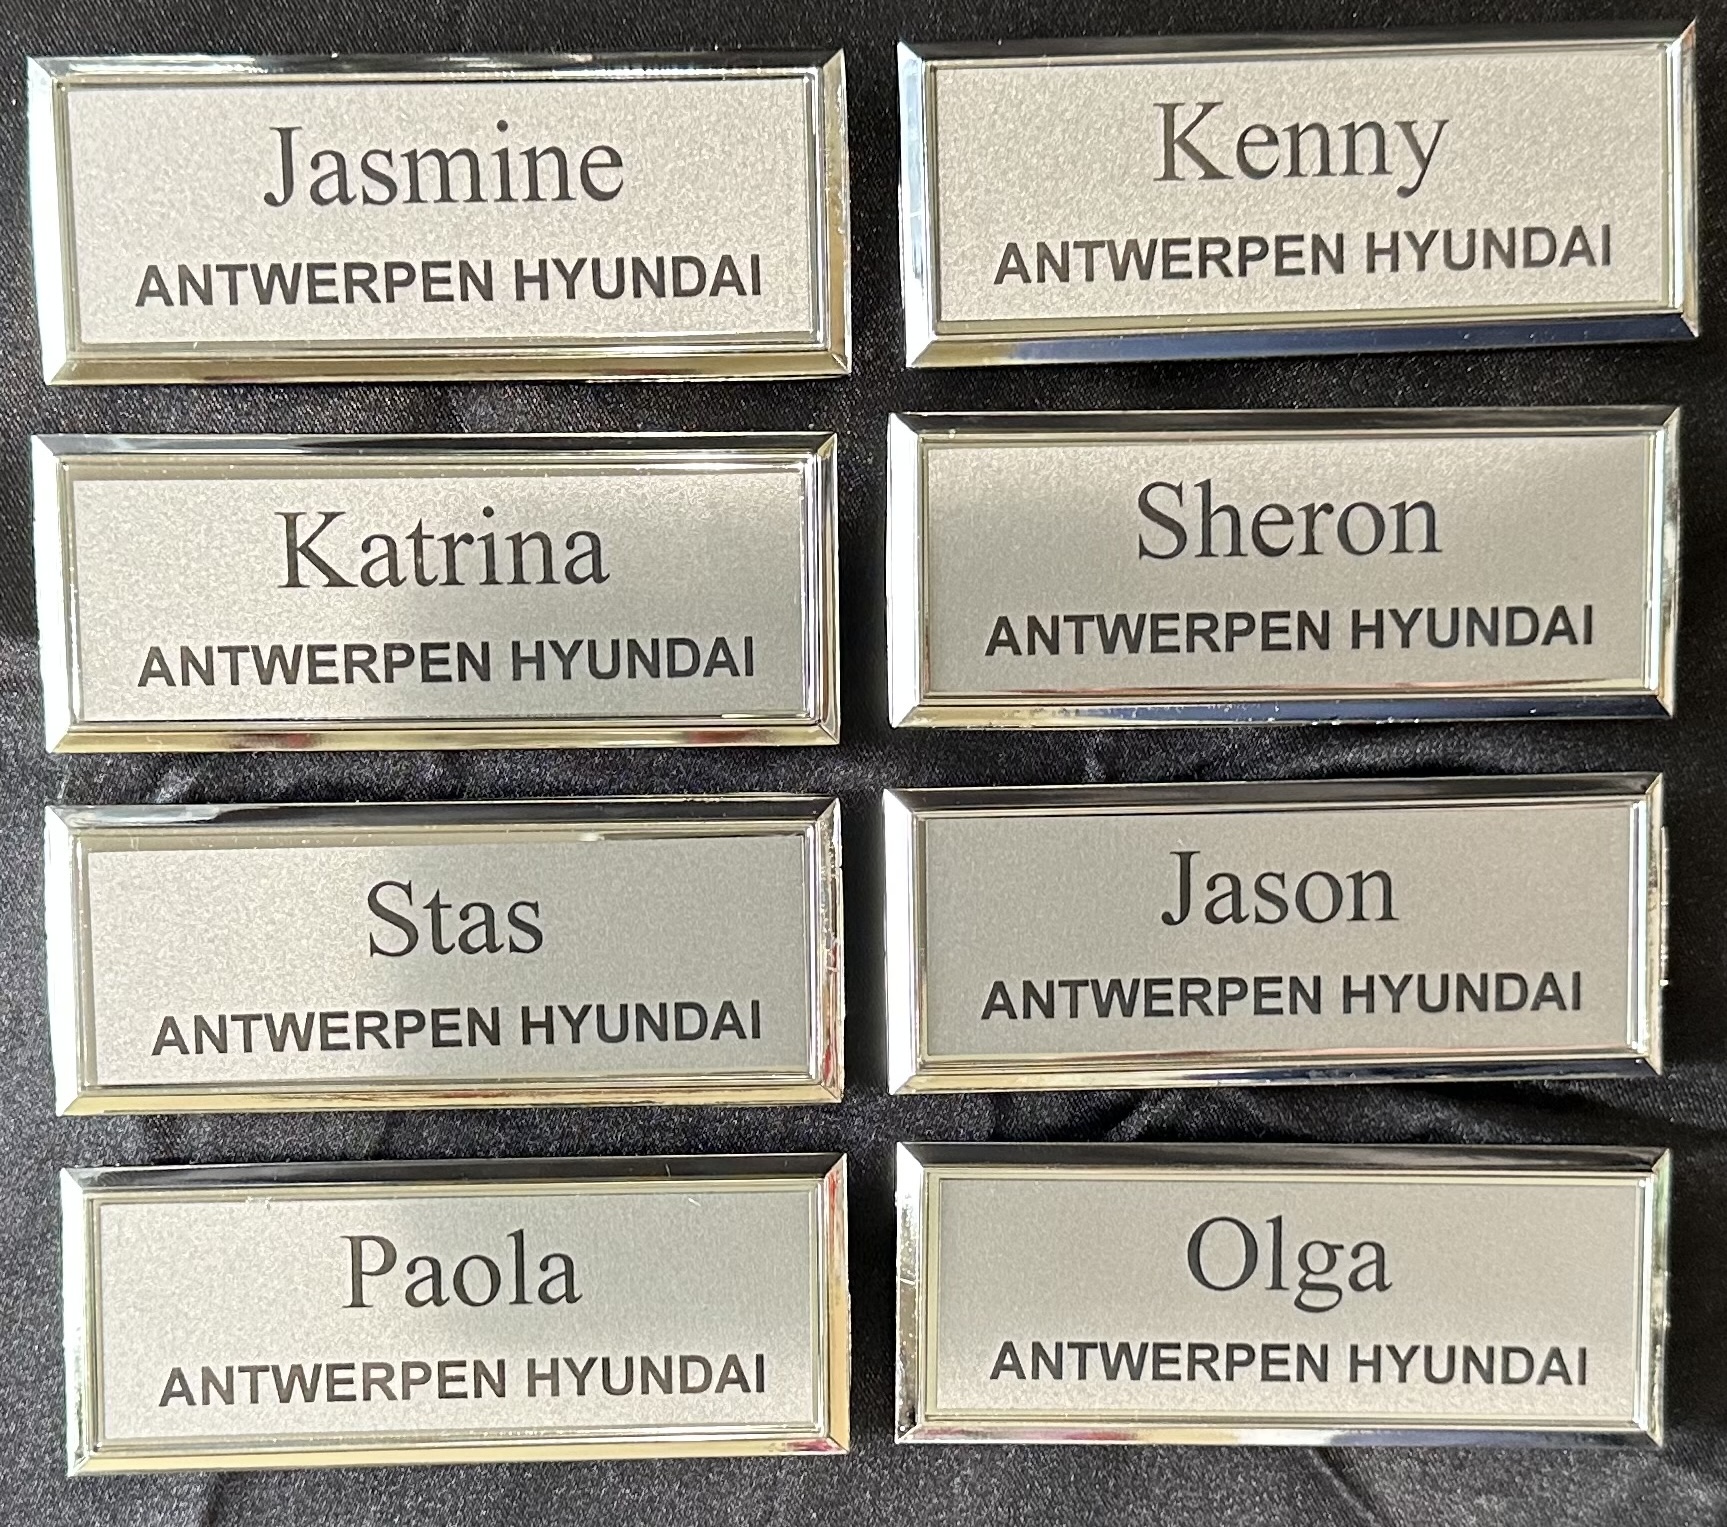 Jasmine
ANTWERPEN HYUNDAI
Kenny
ANTWERPEN HYUNDAI
Katrina
ANTWERPEN HYUNDAI
Sheron
ANTWERPEN HYUNDAI
Stas
ANTWERPEN HYUNDAI
Jason
ANTWERPEN HYUNDAI
Paola
ANTWERPEN HYUNDAI
Olga
ANTWERPEN HYUNDAI